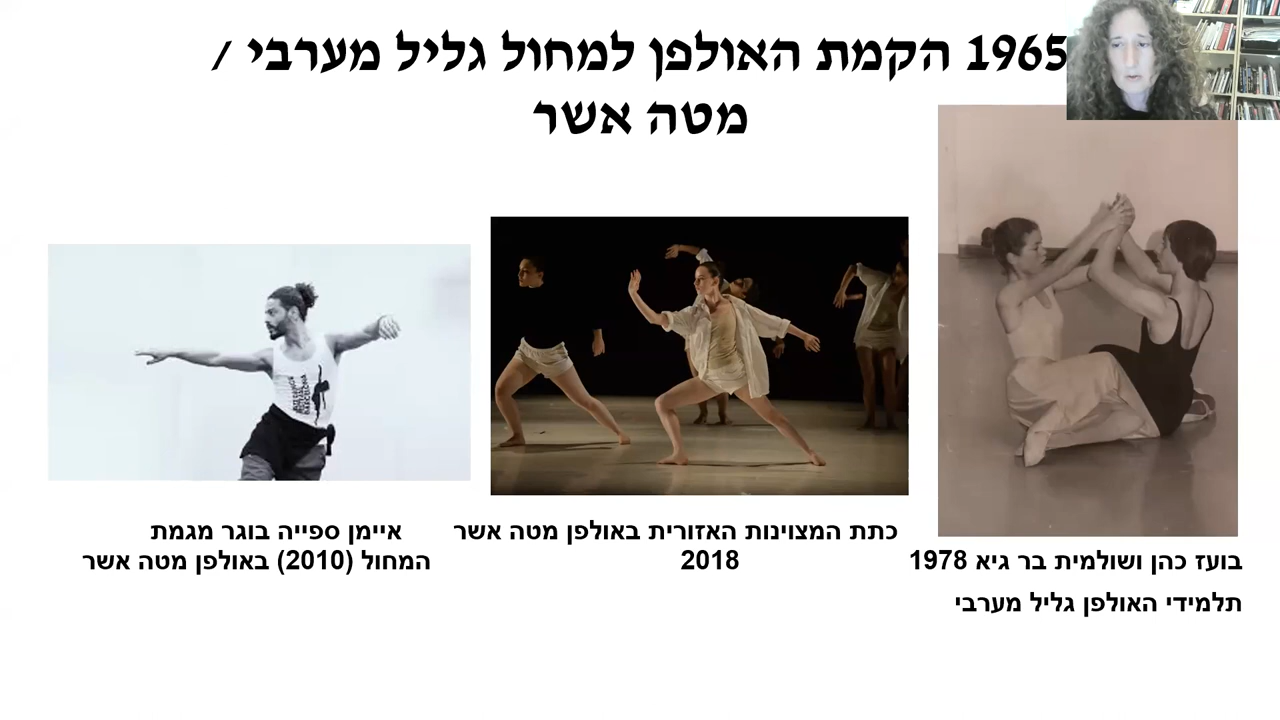 1965 הקמת האולפן למחול גליל מערבי /
מטה אשר
בועז כהן ושולמית בר גיא 1978
תלמידי האולפן גליל מערבי
כתת המצוינות האזורית באולפן מטה אשר
2018
איימן ספייה בוגר מגמת
המחול (2010) באולפן מטה אשר